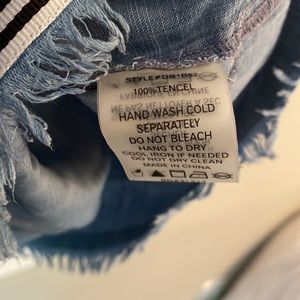 100%TENCEL
HAND WASH COLD
SEPARATELY
DO NOT BLEACH
HANG TO DRY
COOL IRON IF NEEDED
DO NOT DRY CLEAN
MADE IN CHINA